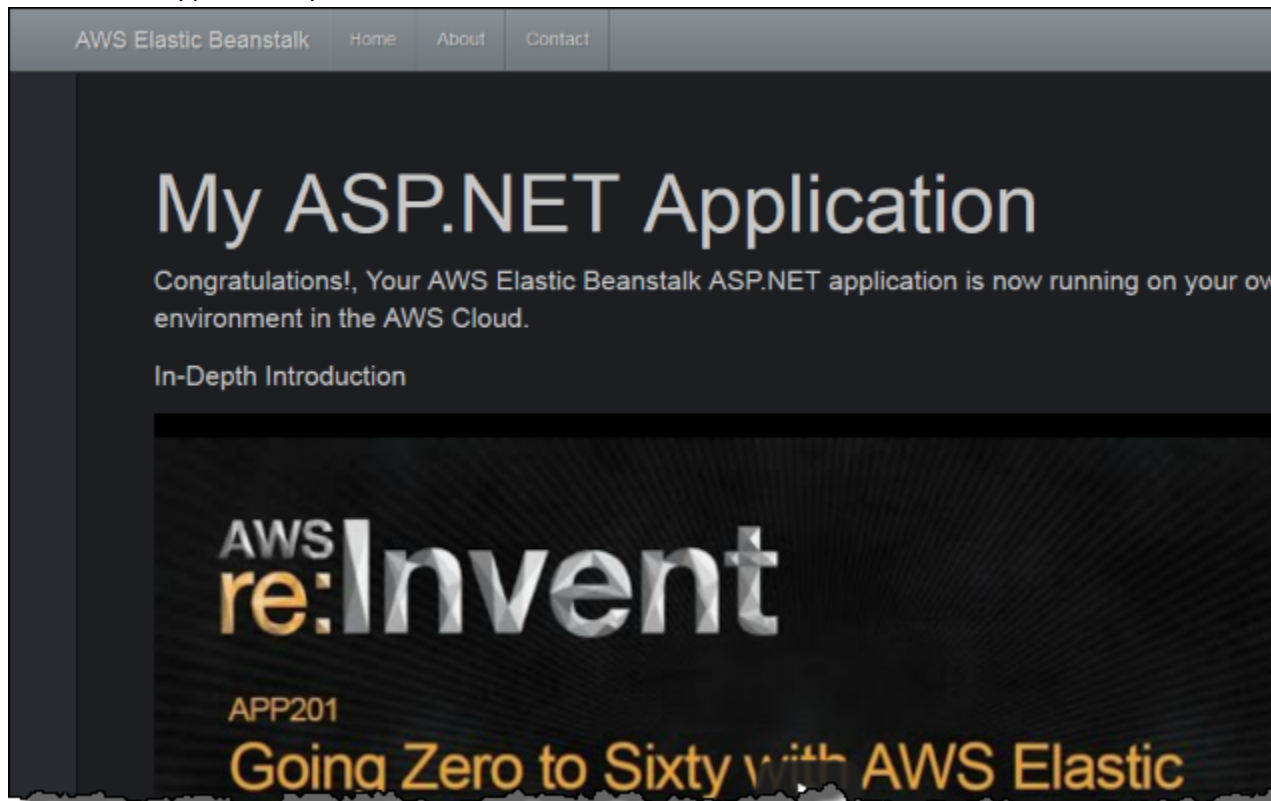 AWS Elastic Beanstalk Home About Contact
My ASP.NET Application
Congratulations!, Your AWS Elastic Beanstalk ASP.NET application is now running on your
environment in the AWS Cloud.
In-Depth Introduction
AWS
re:Invent
APP201
Going Zero to Sixty with AWS Elastic